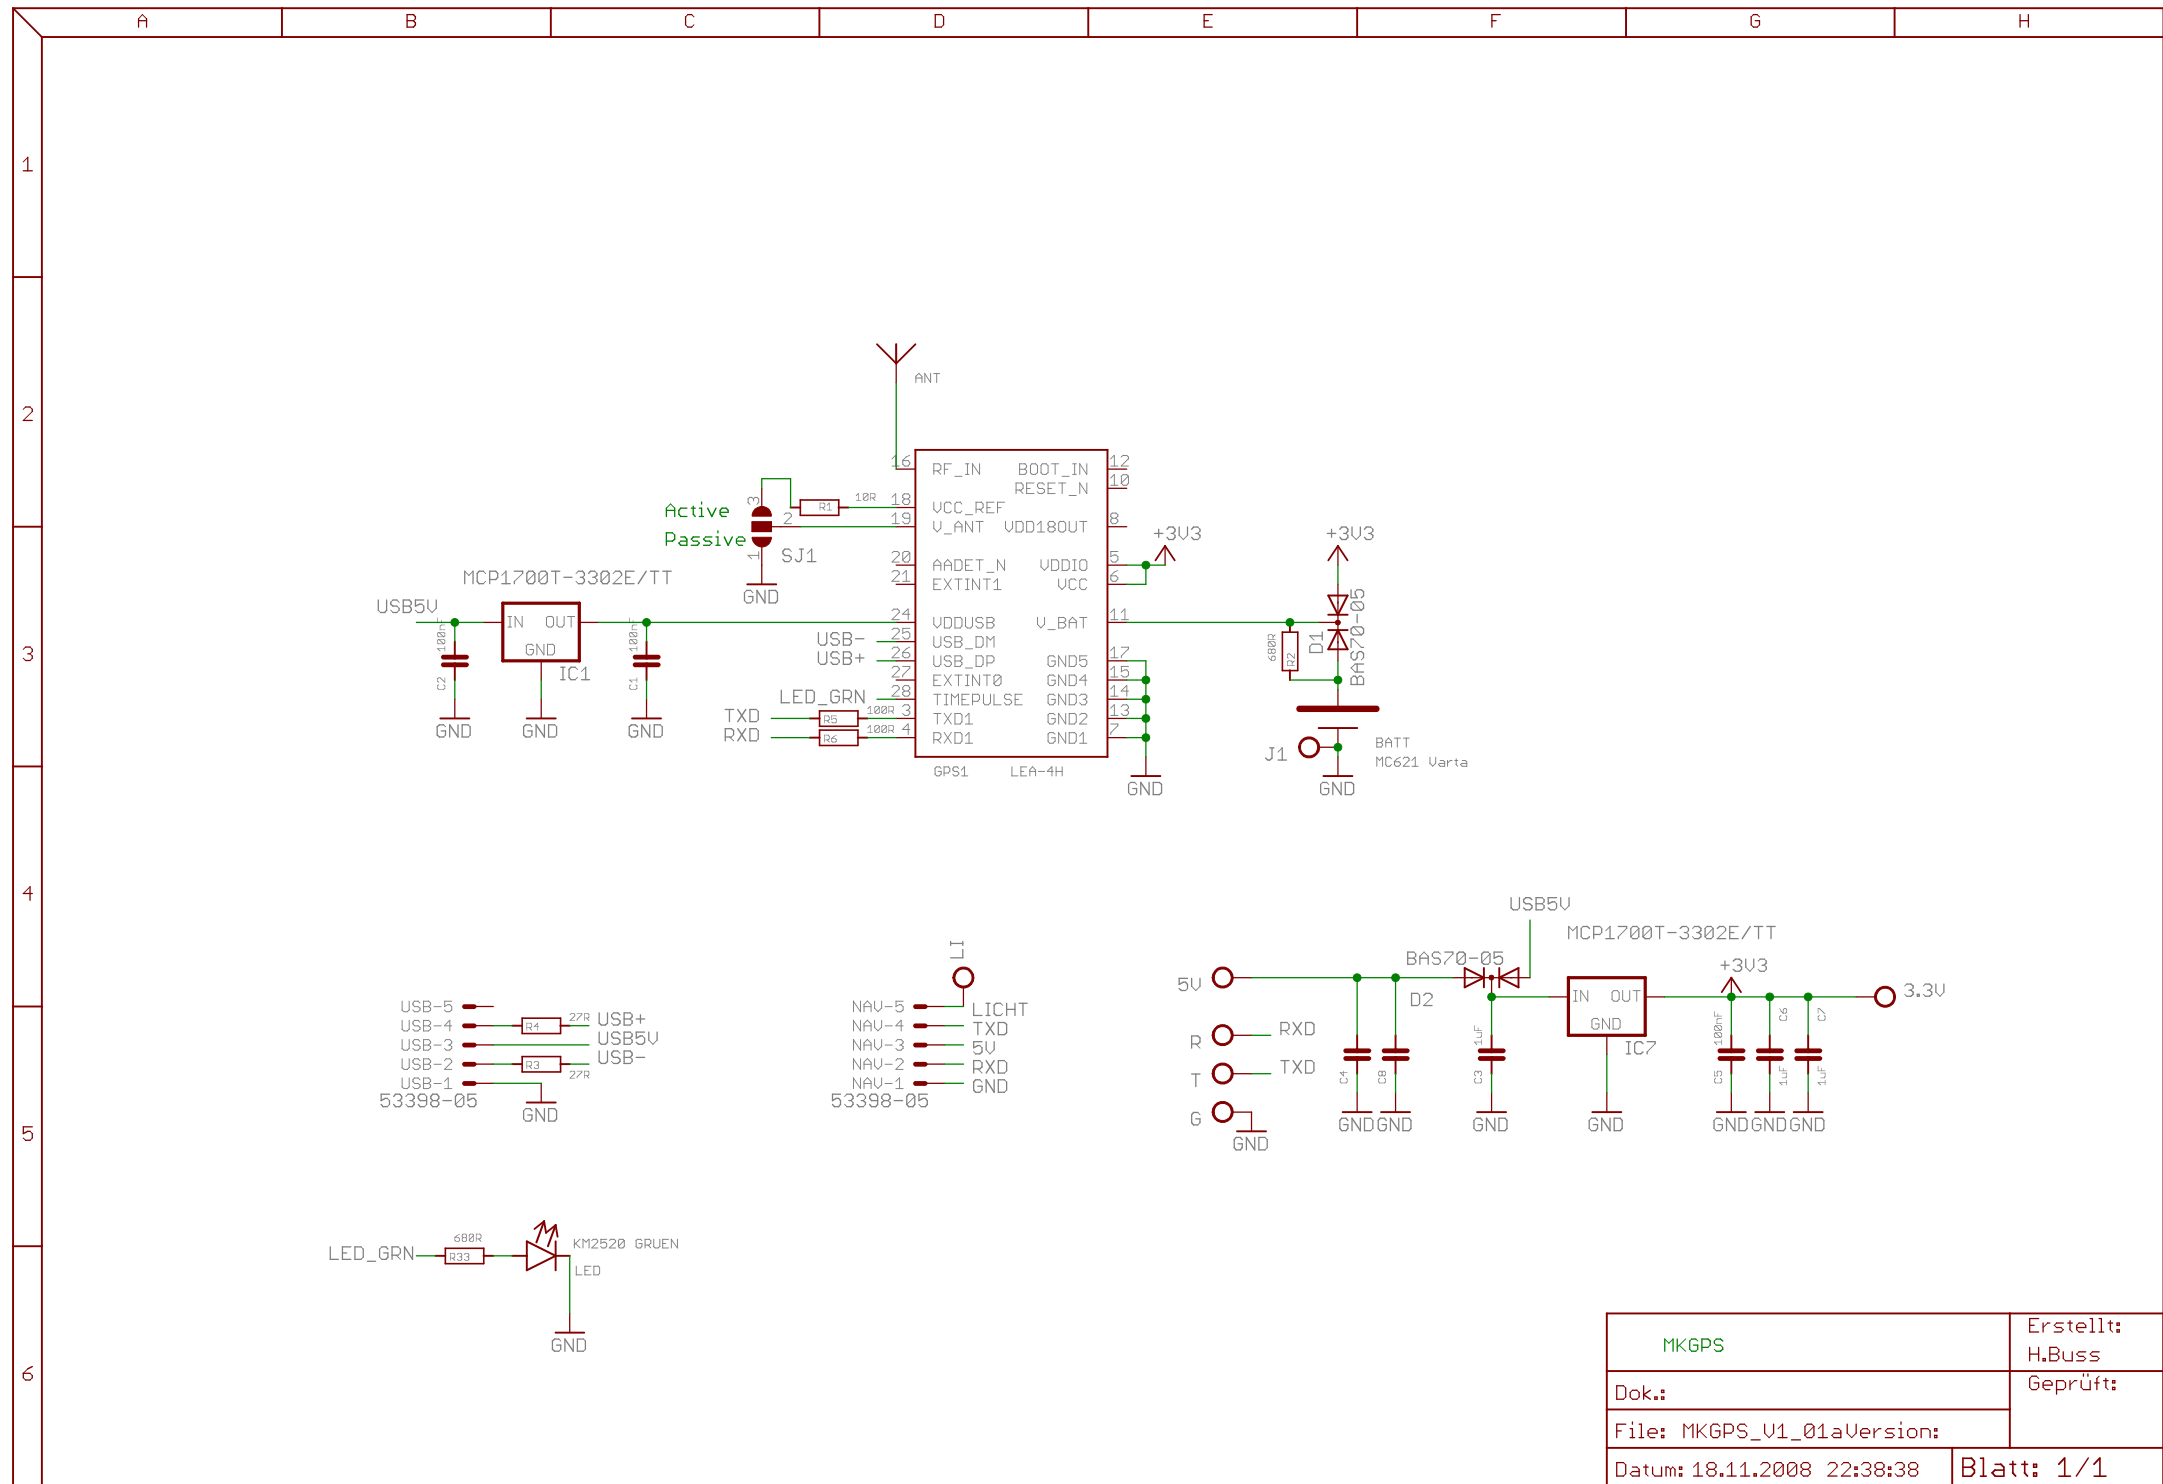 A B C D E F G H
1
2
3
4
5
6
ANT
16 RF_IN BOOT_IN 12
RESET_N 10
18 VCC_REF
19 V_ANT VDD18OUT 8
20 AADET_N VDDIO 5
21 EXTINT1 VCC 6
24 VDDUSB V_BAT 11
25 USB_DM
26 USB_DP GND5 17
27 EXTINT0 GND4 15
28 TIMEPULSE GND3 14
3 TXD1 GND2 13
4 RXD1 GND1 7
GPS1 LEA-4H
Active
Passive
3
2
1
SJ1
GND
R1 10R
MCP1700T-3302E/TT
USB5V
IN OUT
GND
IC1
100nF
C2
100nF
C1
GND GND GND
USB-
USB+
LED_GRN
TXD R5 100R
RXD R6 100R
+3V3
GND
+3V3
BAS70-05
D1
680R
R2
J1
BATT
MC621 Varta
GND
USB-5
USB-4 R4 27R USB+
USB-3 USB5V
USB-2 R3 27R USB-
USB-1
53398-05
GND
LI
NAV-5 LICHT
NAV-4 TXD
NAV-3 5V
NAV-2 RXD
NAV-1 GND
53398-05
5V
R RXD
T TXD
G
GND
USB5V
BAS70-05
D2
MCP1700T-3302E/TT
IN OUT
GND
IC7
C4
C8
1uF
C3
+3V3
3.3V
100nF
C5
C6
1uF
C7
1uF
GND GND GND GND GND GND GND
LED_GRN
680R
R33
KM2520 GRUEN
LED
GND
MKGPS
Erstellt:
H.Buss
Dok.:
Geprüft:
File: MKGPS_V1_01aVersion:
Datum: 18.11.2008 22:38:38
Blatt: 1/1